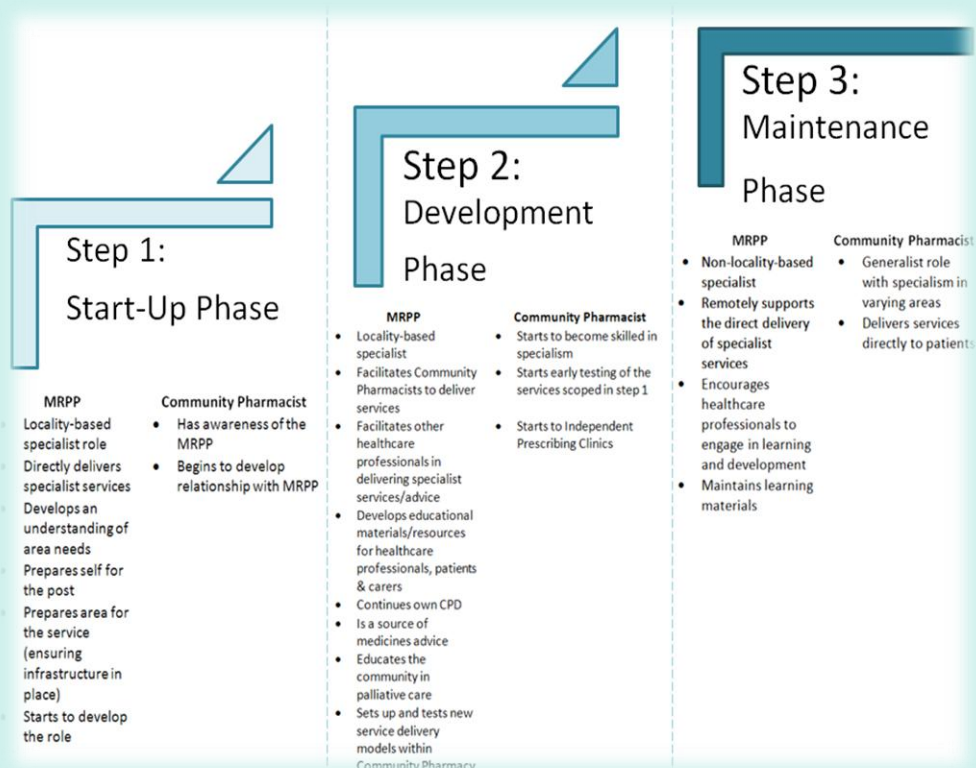 Step 1:
Start-Up Phase
MRPP
Locality-based
specialist role
Directly delivers
specialist services
Develops an
understanding of
area needs
Prepares self for
the post
Prepares area for
the service
(ensuring
infrastructure in
place)
Starts to develop
the role
Community Pharmacist
• Has awareness of the
MRPP
• Begins to develop
relationship with MRPP
Step 2:
Development
Phase
MRPP
• Locality-based
specialist
• Facilitates Community
Pharmacists to deliver
services
• Facilitates other
healthcare
professionals in
delivering specialist
services/advice
• Develops educational
materials/resources
for healthcare
professionals, patients
& carers
• Continues own CPD
• Is a source of
medicines advice
• Educates the
community in
palliative care
• Sets up and tests new
service delivery
models within
Community Pharmacy
Community Pharmacist
• Starts to become skilled in
specialism
• Starts early testing of the
services scoped in step 1
• Starts to Independent
Prescribing Clinics
Step 3:
Maintenance
Phase
MRPP
• Non-locality-based
specialist
• Remotely supports
the direct delivery
of specialist
services
• Encourages
healthcare
professionals to
engage in learning
and development
• Maintains learning
materials
Community Pharmacist
• Generalist role
with specialism in
varying areas
• Delivers services
directly to patients